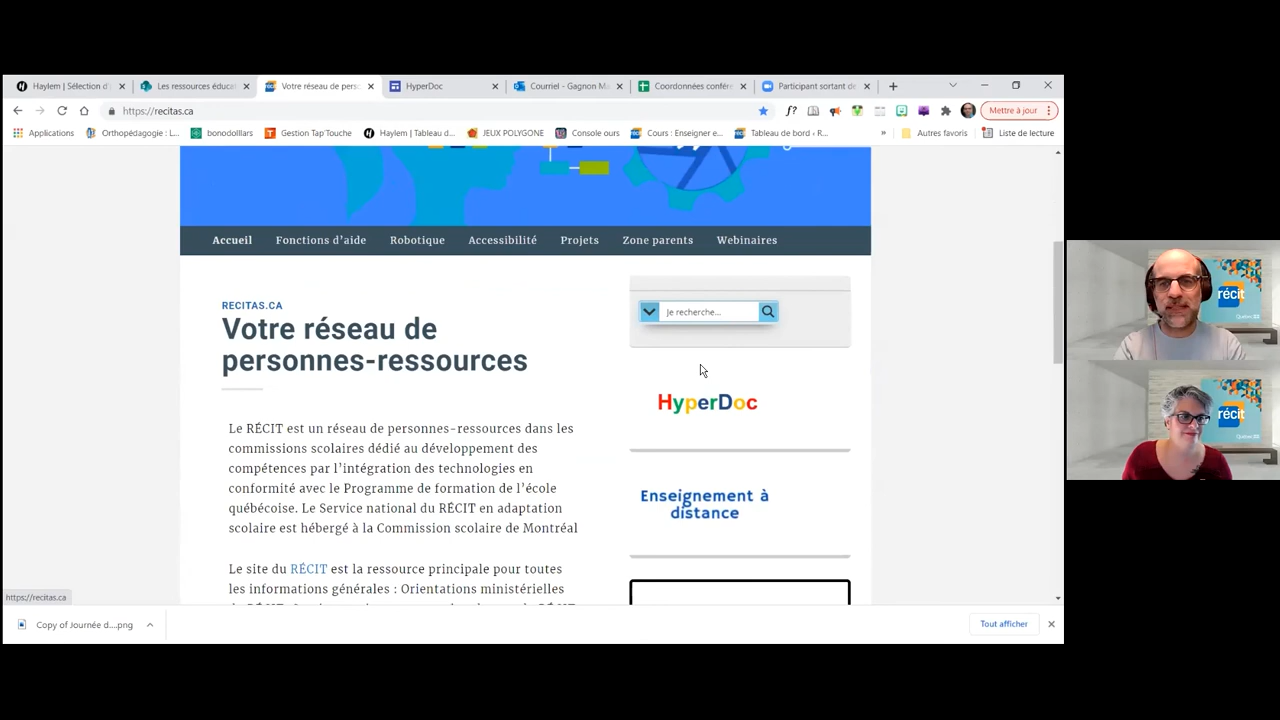 Haylem | Sélection d'
Les ressources éducat
Votre réseau de perso
HyperDoc
Courriel - Gagnon Ma
Coordonnées confére
Participant sortant de
https://recitas.ca
Mettre à jour
Applications
Orthopédagogie : L...
bonodollars
Gestion Tap'Touche
Haylem | Tableau d...
JEUX POLYGONE
Console ours
Cours : Enseigner e...
Tableau de bord ‹ R...
»
Autres favoris
Liste de lecture
Accueil Fonctions d'aide Robotique Accessibilité Projets Zone parents Webinaires
RECITAS.CA
Votre réseau de
personnes-ressources
Le RÉCIT est un réseau de personnes-ressources dans les
commissions scolaires dédié au développement des
compétences par l'intégration des technologies en
conformité avec le Programme de formation de l'école
québécoise. Le Service national du RÉCIT en adaptation
scolaire est hébergé à la Commission scolaire de Montréal
Le site du RÉCIT est la ressource principale pour toutes
les informations générales : Orientations ministérielles
Je recherche...
HyperDoc
Enseignement à
distance
https://recitas.ca
Copy of Journée d....png
Tout afficher
récit
récit